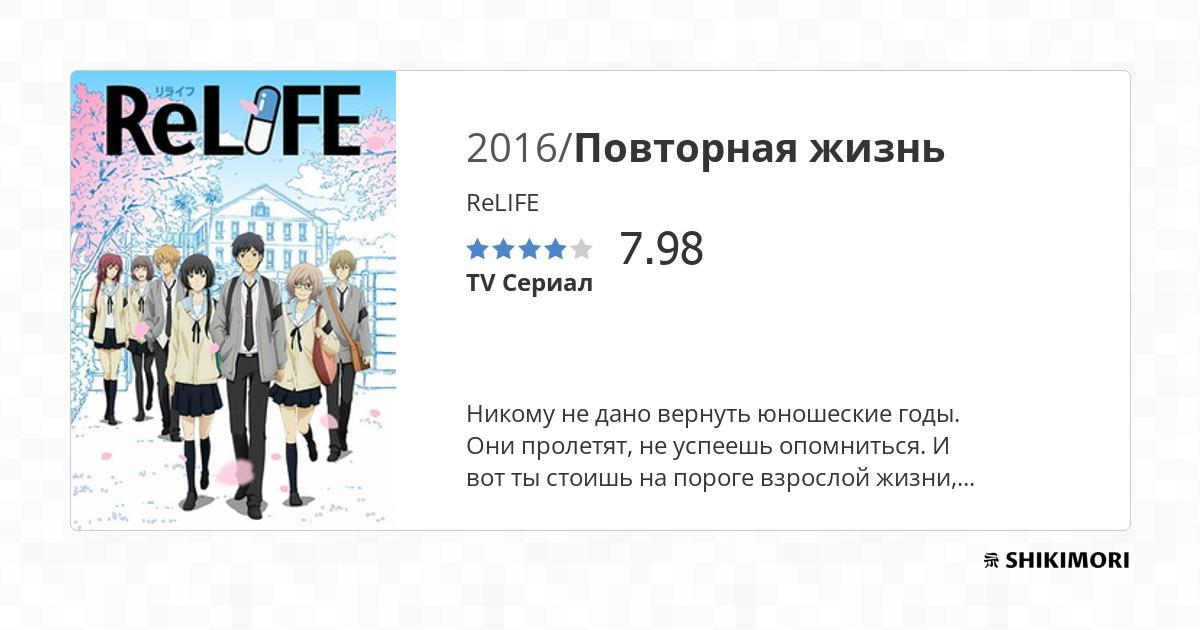 リライフ
ReLIFE
2016/Повторная жизнь
ReLIFE
7.98
TV Сериал
Никому не дано вернуть юношеские годы.
Они пролетят, не успеешь опомниться. И
вот ты стоишь на пороге взрослой жизни,...
SHIKIMORI